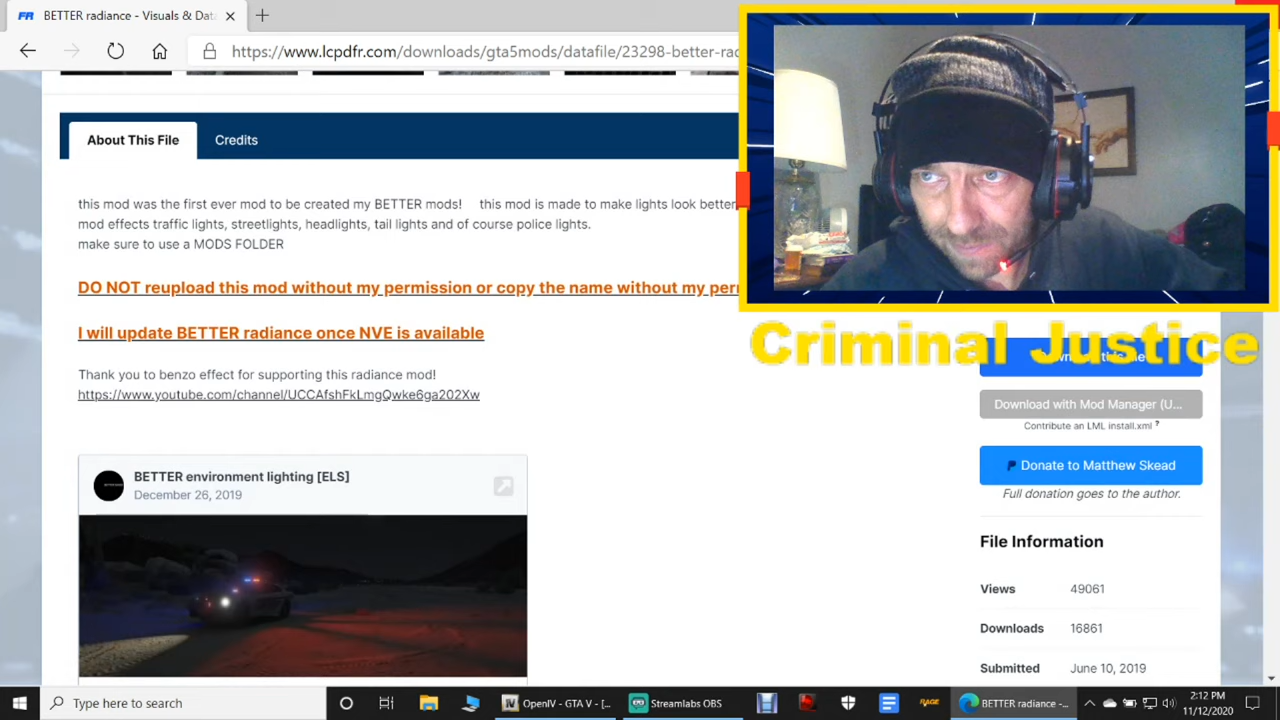 BETTER radiance - Visuals & Dat
https://www.lcpdfr.com/downloads/gta5mods/datafile/23298-better-rad
About This File
Credits
this mod was the first ever mod to be created my BETTER mods! this mod is made to make lights look better
mod effects traffic lights, streetlights, headlights, tail lights and of course police lights.
make sure to use a MODS FOLDER
DO NOT reupload this mod without my permission or copy the name without my perr
I will update BETTER radiance once NVE is available
Thank you to benzo effect for supporting this radiance mod!
https://www.youtube.com/channel/UCCAfshFkLmgQwke6ga202Xw
BETTER environment lighting [ELS]
December 26, 2019
Criminal Justice
Download with Mod Manager (U...
Contribute an LML install.xml ?
Donate to Matthew Skead
Full donation goes to the author.
File Information
Views 49061
Downloads 16861
Submitted June 10, 2019
Type here to search
OpenIV - GTA V - [...
Streamlabs OBS
RAGE
BETTER radiance -...
2:12 PM
11/12/2020